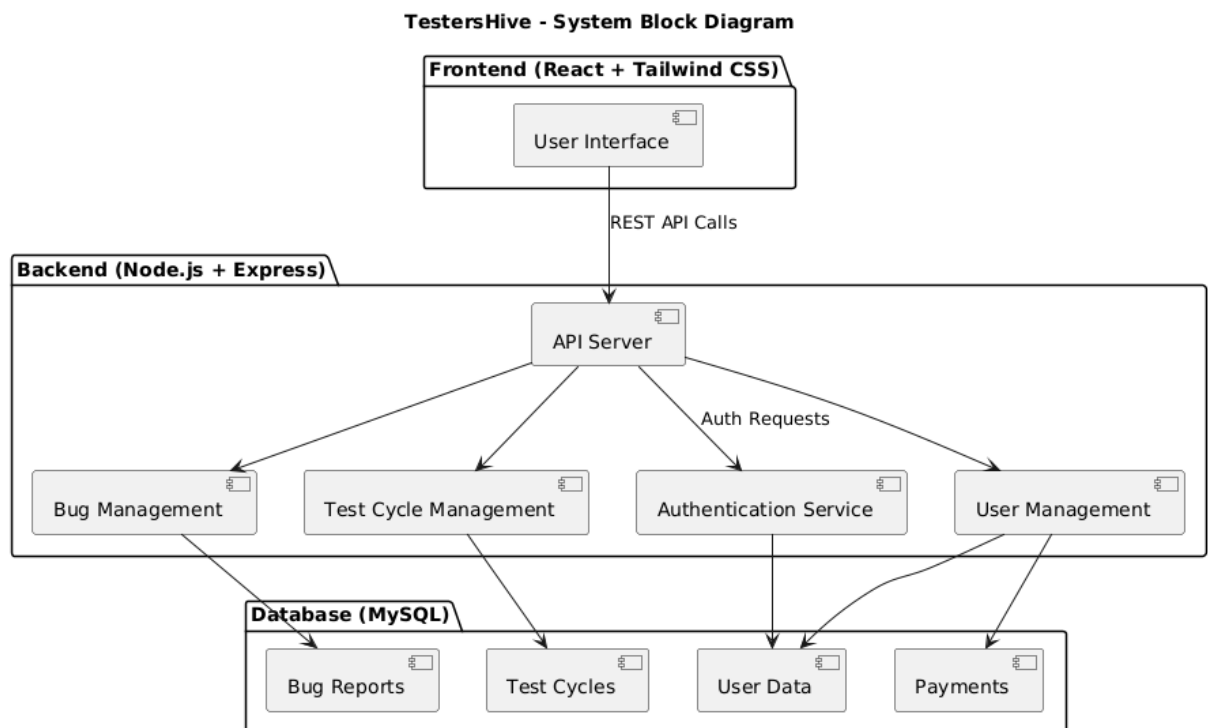 TestersHive - System Block Diagram
Frontend (React + Tailwind CSS)
User Interface
REST API Calls
Backend (Node.js + Express)
API Server
Auth Requests
Bug Management
Test Cycle Management
Authentication Service
User Management
Database (MySQL)
Bug Reports
Test Cycles
User Data
Payments